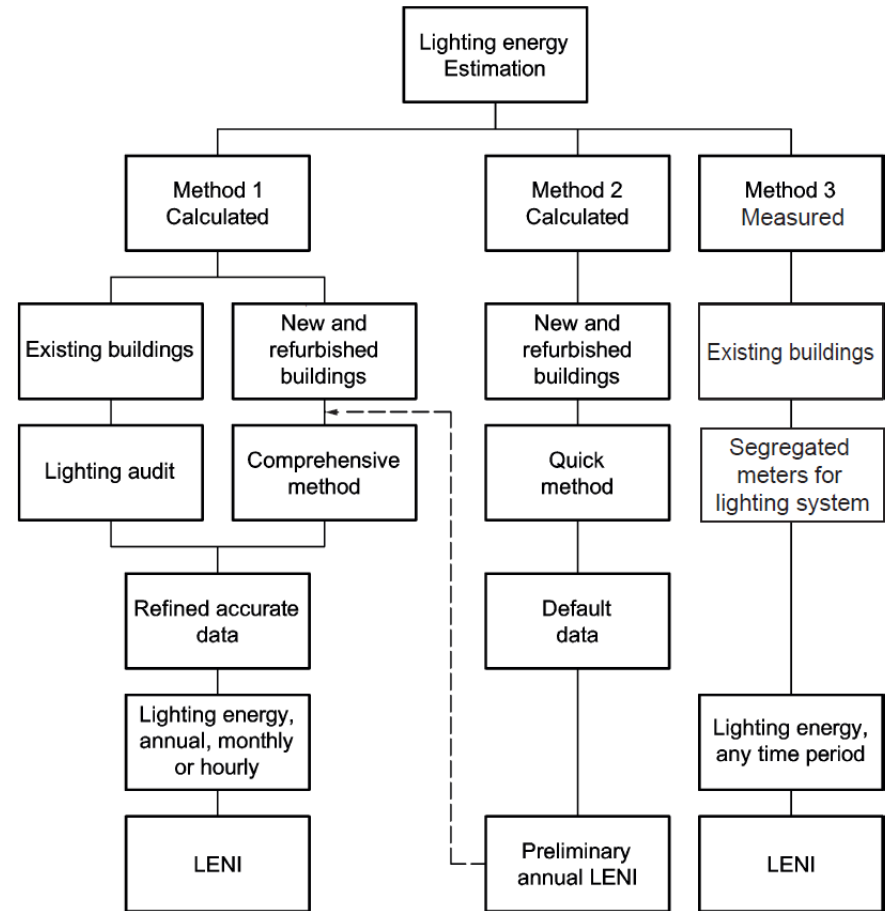 Lighting energy
Estimation
Method 1
Calculated
Method 2
Calculated
Method 3
Measured
Existing buildings
New and
refurbished
buildings
New and
refurbished
buildings
Existing buildings
Lighting audit
Comprehensive
method
Quick
method
Segregated
meters for
lighting system
Refined accurate
data
Default
data
Lighting energy,
annual, monthly
or hourly
Lighting energy,
any time period
LENI
Preliminary
annual LENI
LENI